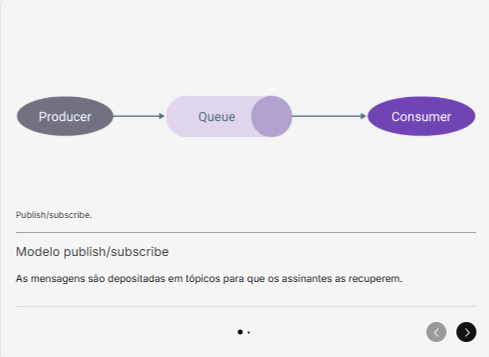 Producer
Queue
Consumer
Publish/subscribe.
Modelo publish/subscribe
As mensagens são depositadas em tópicos para que os assinantes as recuperem.